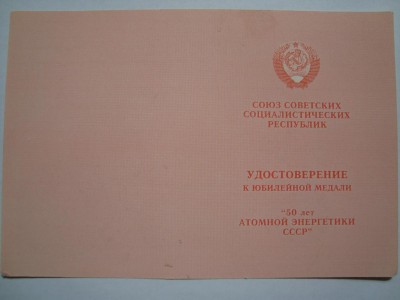 СОЮЗ СОВЕТСКИХ
СОЦИАЛИСТИЧЕСКИХ
РЕСПУБЛИК
УДОСТОВЕРЕНИЕ
К ЮБИЛЕЙНОЙ МЕДАЛИ
"50 лет
АТОМНОЙ ЭНЕРГЕТИКИ
СССР"